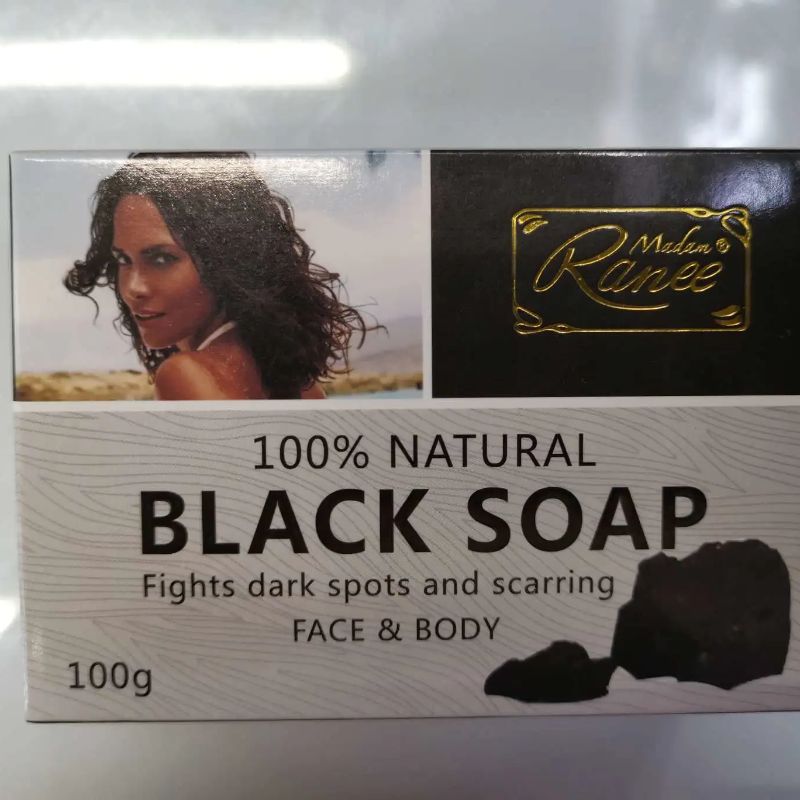 Madam ®
Ranee
100% NATURAL
BLACK SOAP
Fights dark spots and scarring
FACE & BODY
100g